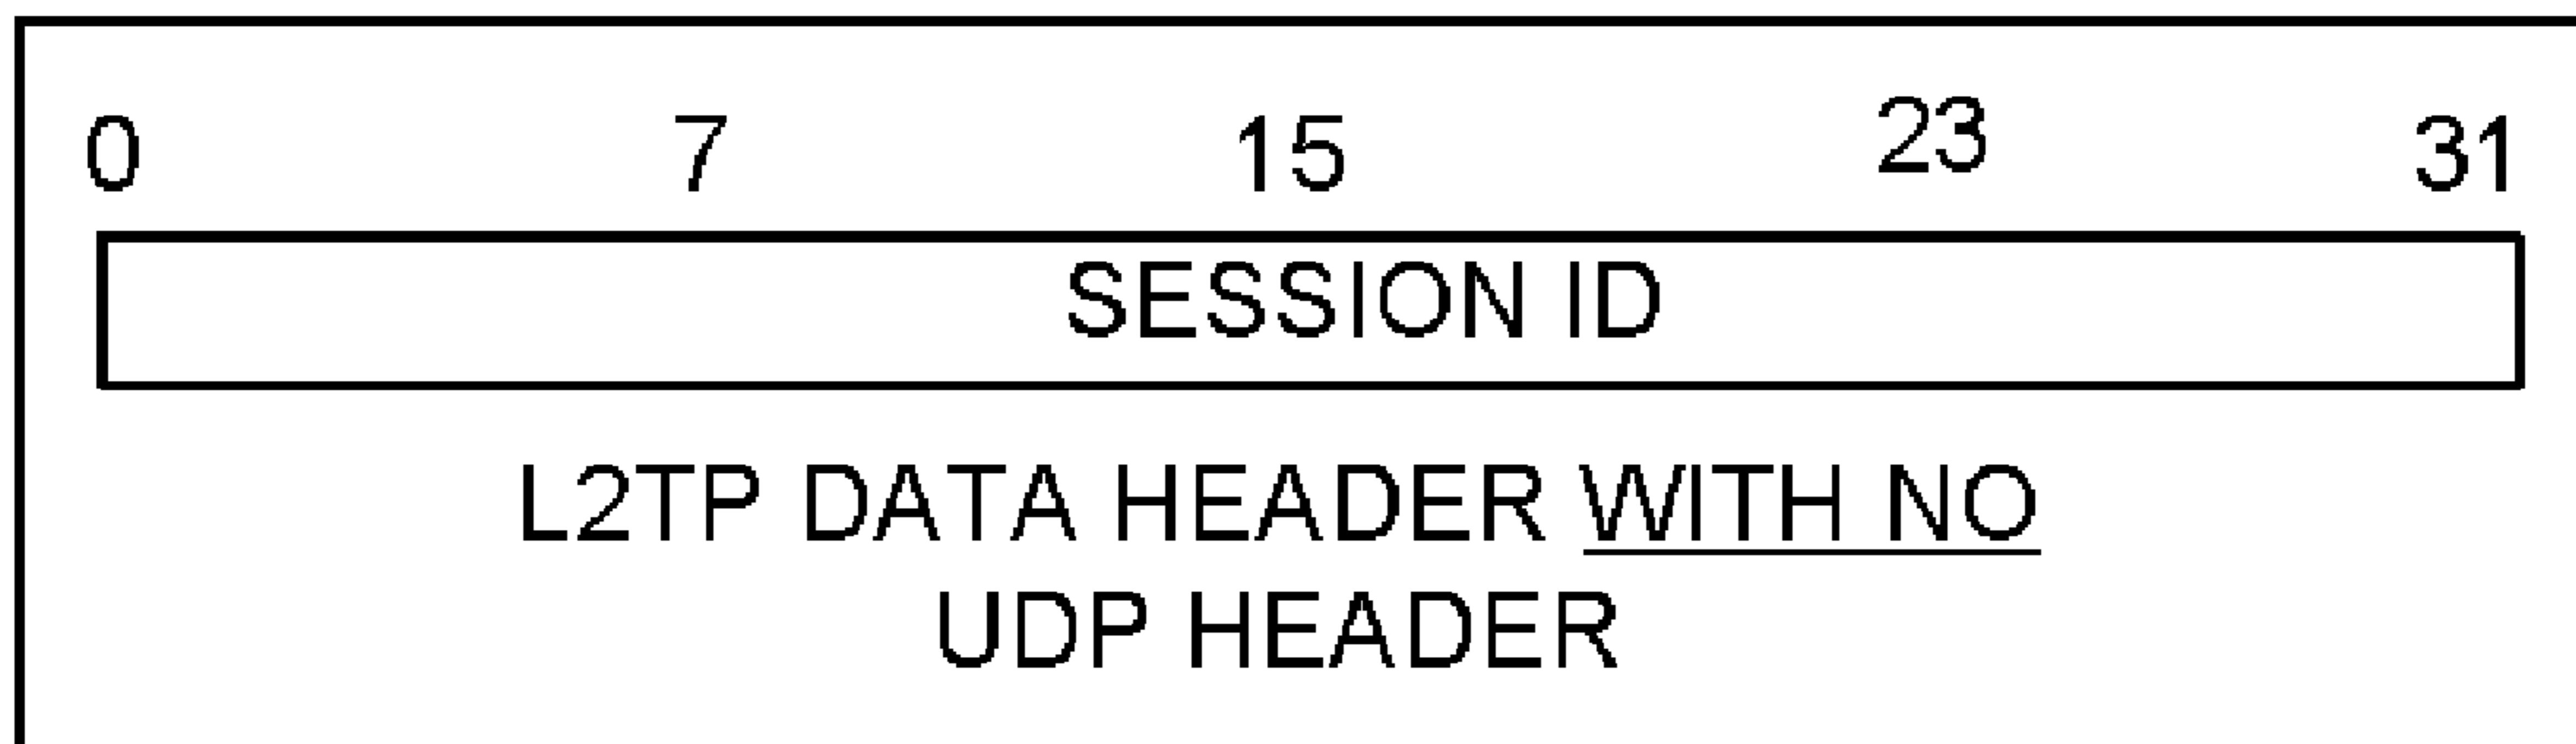 0 7 15 23 31
SESSION ID
L2TP DATA HEADER WITH NO
UDP HEADER